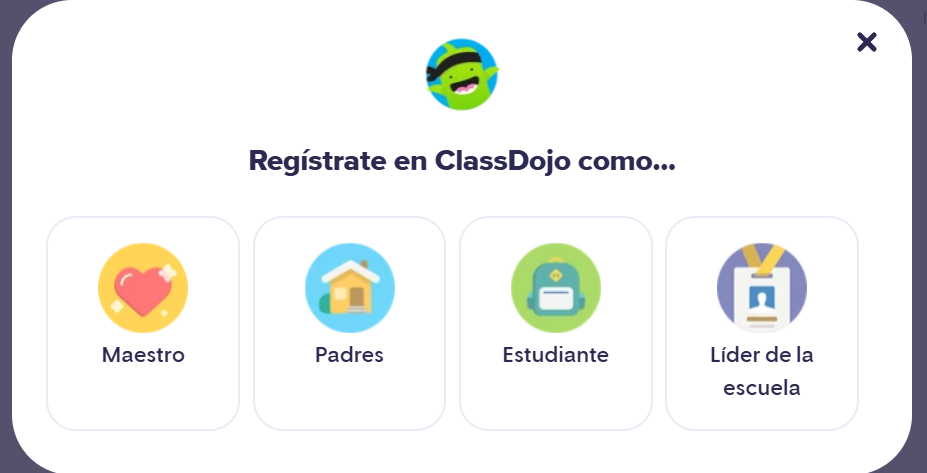 Regístrate en ClassDojo como...
Maestro
Padres
Estudiante
Líder de la
escuela